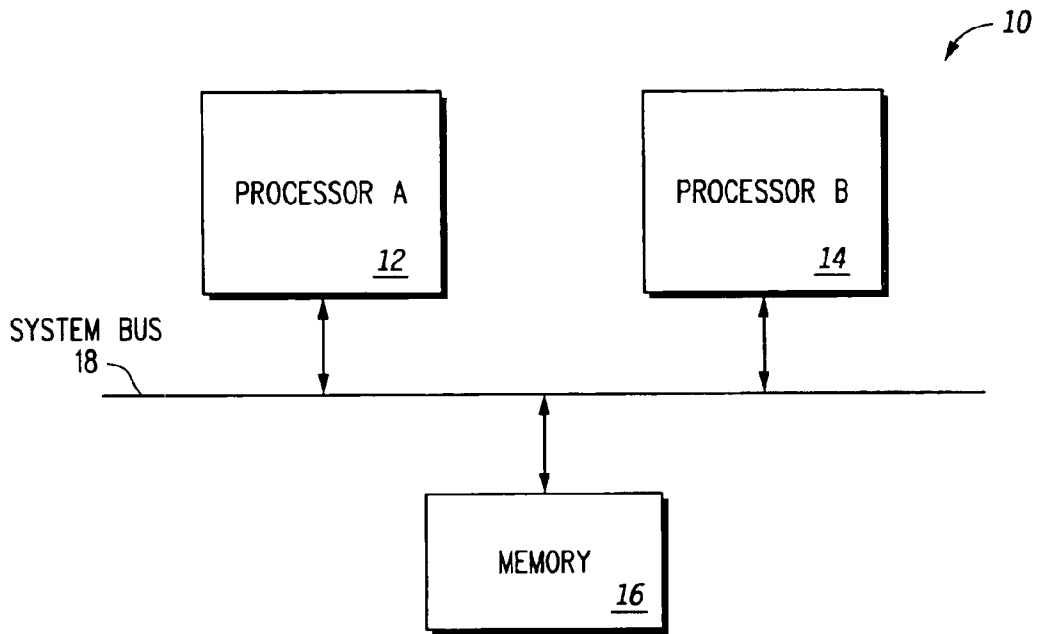 10
PROCESSOR A
12
PROCESSOR B
14
SYSTEM BUS
18
MEMORY
16